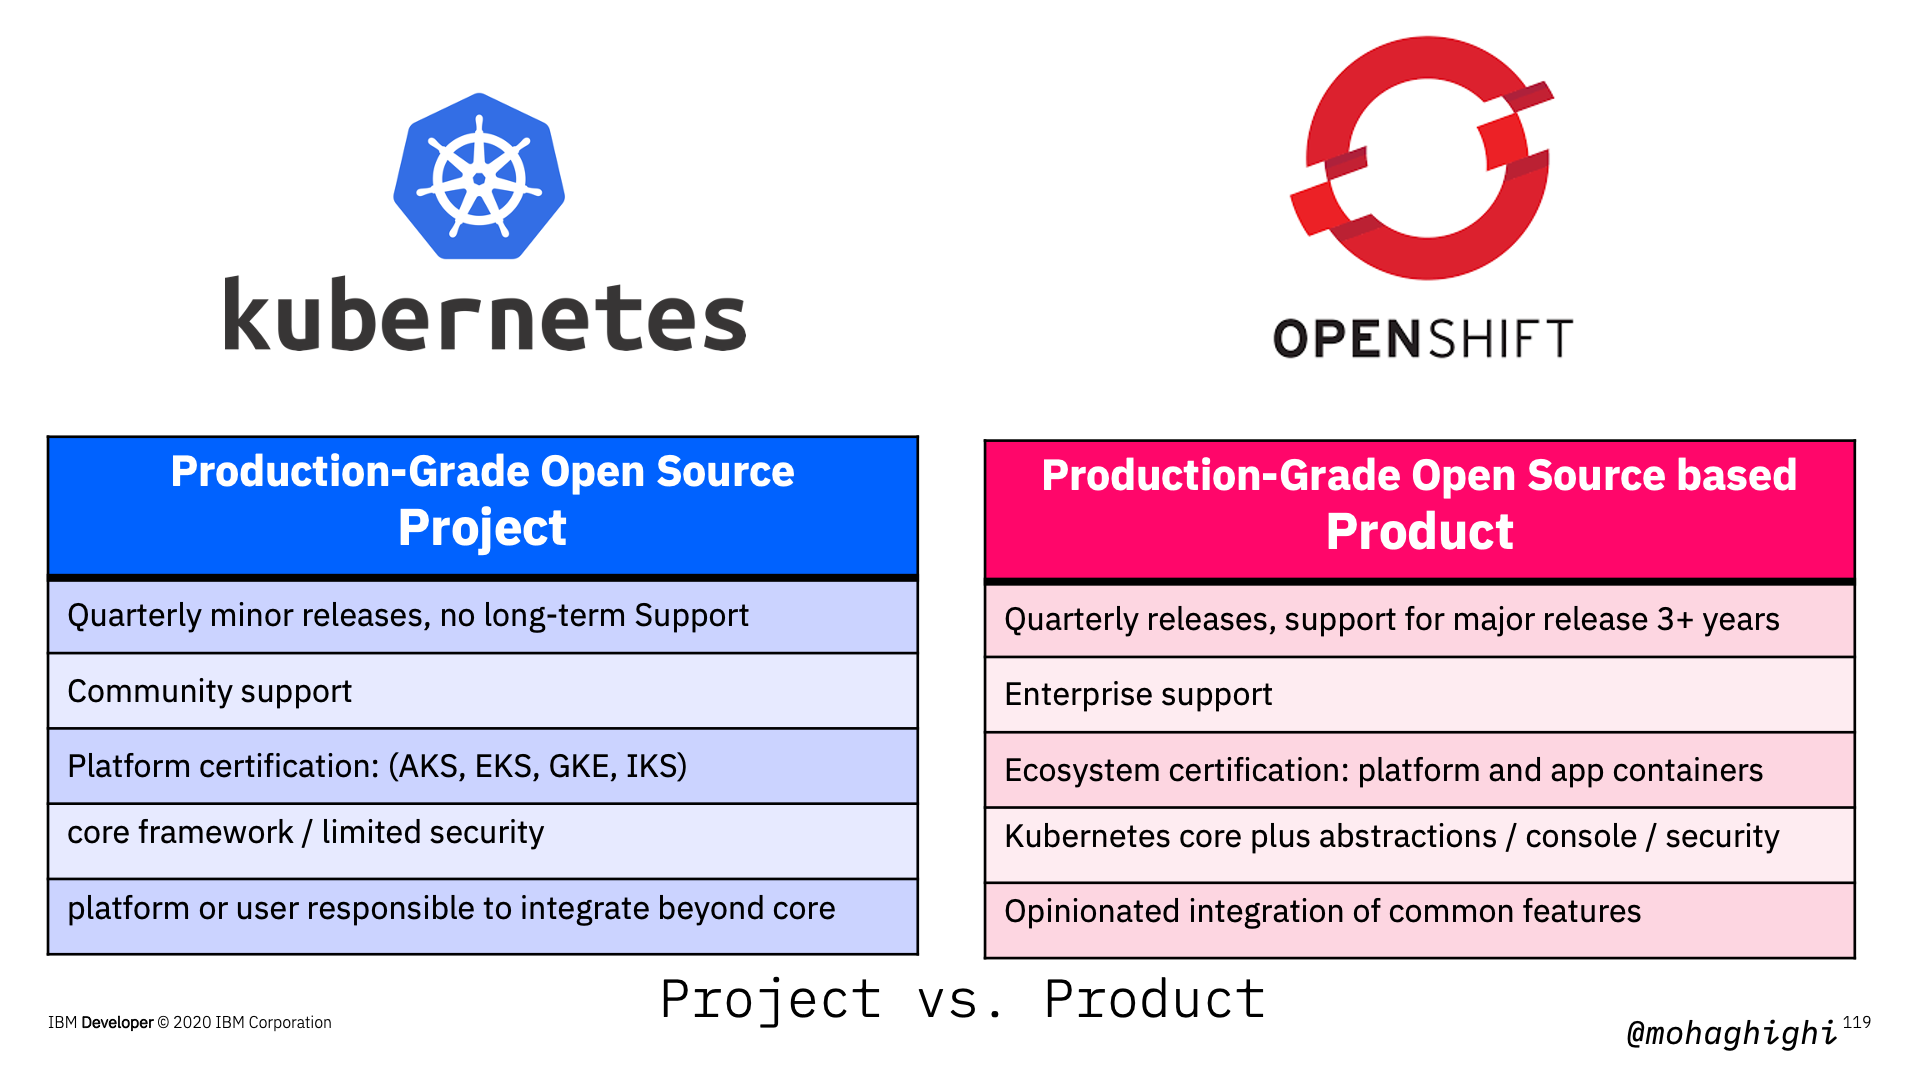 kubernetes
OPENSHIFT
Production-Grade Open Source
Project
Quarterly minor releases, no long-term Support
Community support
Platform certification: (AKS, EKS, GKE, IKS)
core framework / limited security
platform or user responsible to integrate beyond core
Production-Grade Open Source based
Product
Quarterly releases, support for major release 3+ years
Enterprise support
Ecosystem certification: platform and app containers
Kubernetes core plus abstractions / console / security
Opinionated integration of common features
Project vs. Product
IBM Developer © 2020 IBM Corporation
@mohaghighi
119